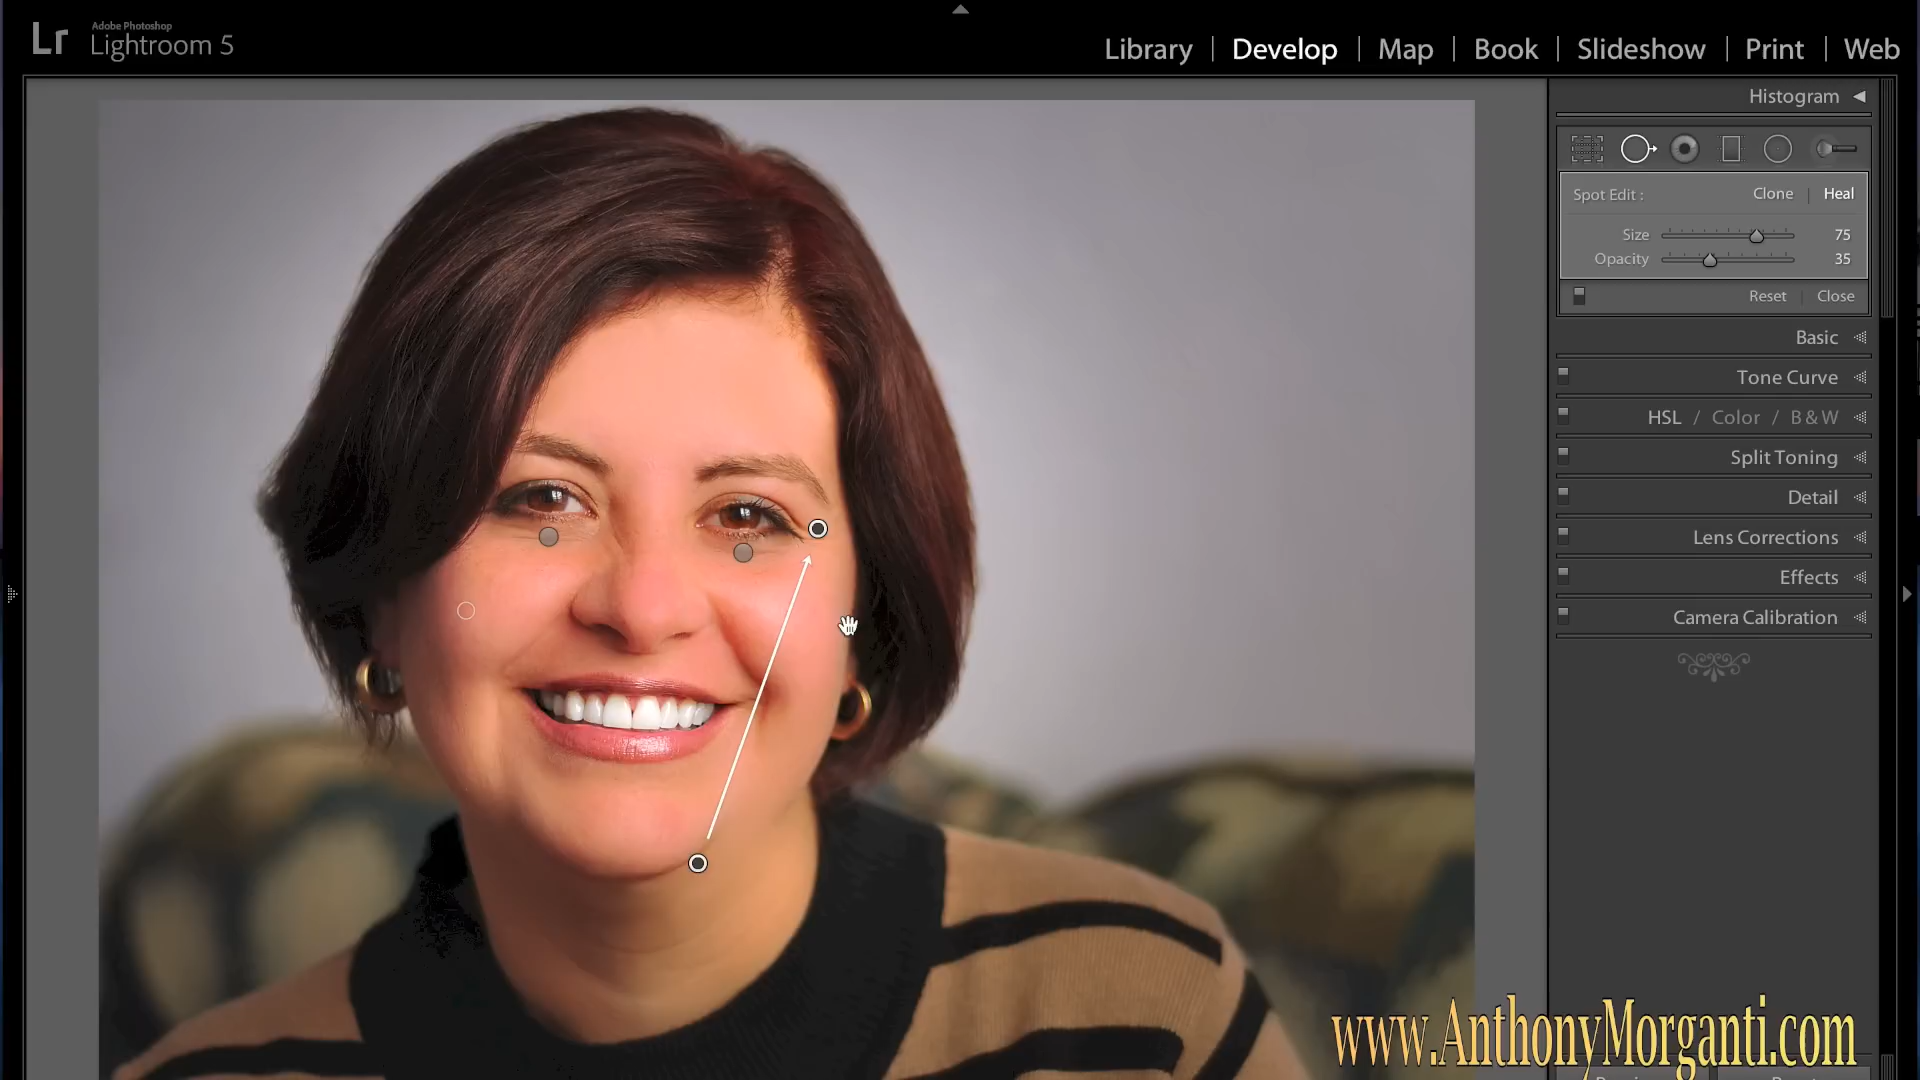 Lr
Adobe Photoshop
Lightroom 5
Library | Develop | Map | Book | Slideshow | Print | Web
Histogram
Spot Edit : Clone | Heal
Size 75
Opacity 35
Reset | Close
Basic
Tone Curve
HSL / Color / B & W
Split Toning
Detail
Lens Corrections
Effects
Camera Calibration
www.AnthonyMorganti.com